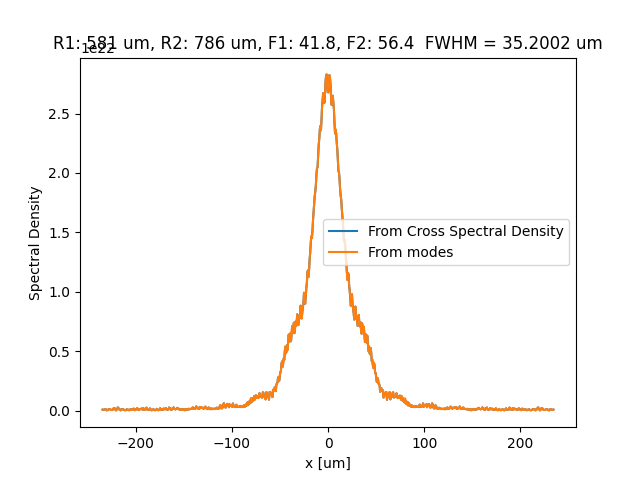 R1: 581 um, R2: 786 um, F1: 41.8, F2: 56.4  FWHM = 35.2002 um
1e22
2.5
2.0
1.5
1.0
0.5
0.0
Spectral Density
From Cross Spectral Density
From modes
−200
−100
0
100
200
x [um]